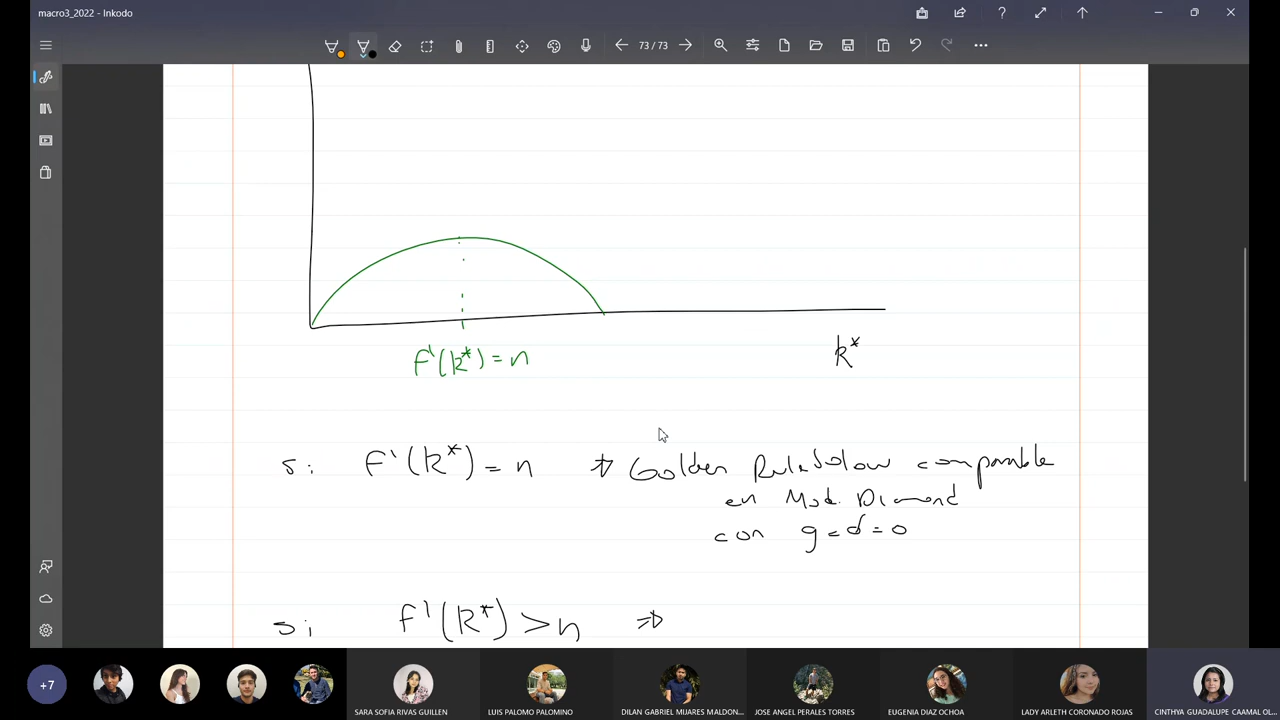 macro3_2022 - Inkodo
73 / 73
f'(k*) = n
k*
Si f'(k*) = n ⇒ Golden Rule Solow comparable
en Mod. Diamond
con g = δ = 0
Si f'(k*) > n ⇒
+7
SARA SOFIA RIVAS GUILLEN
LUIS PALOMO PALOMINO
DILAN GABRIEL MIJARES MALDON...
JOSE ANGEL PERALES TORRES
EUGENIA DIAZ OCHOA
LADY ARLETH CORONADO ROJAS
CINTHYA GUADALUPE CAAMAL OL...